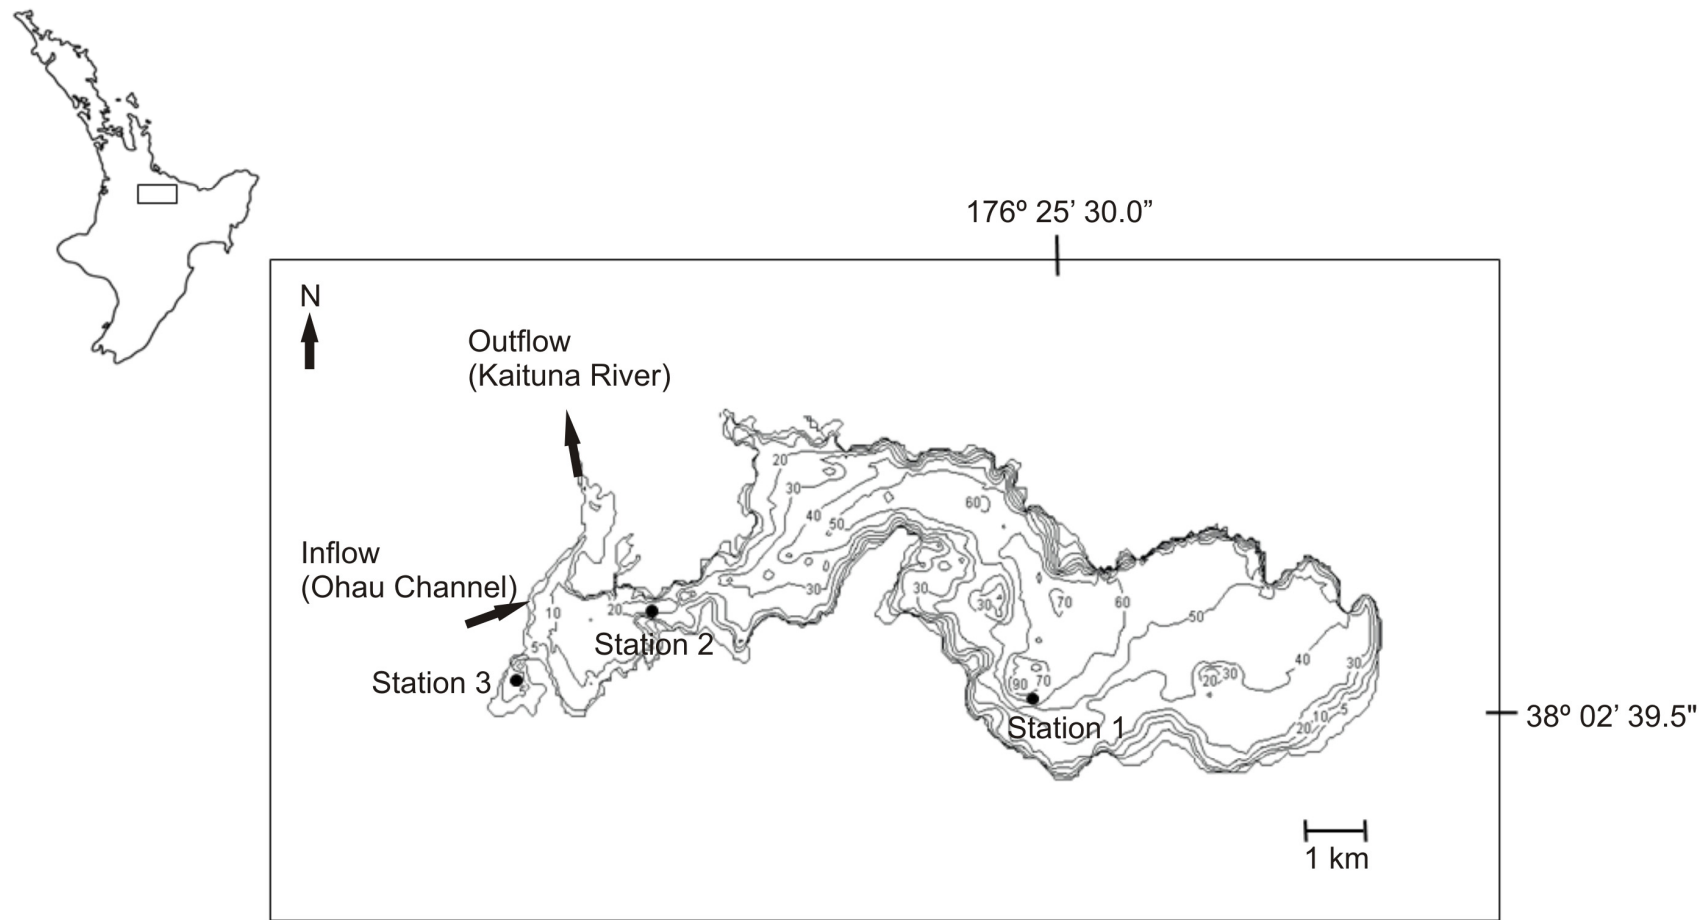 176º 25’ 30.0”
N
Outflow
(Kaituna River)
20
30
60
40
50
Inflow
(Ohau Channel)
30
30
30
70
60
20
10
50
Station 2
5
40
30
Station 3
90
70
20
30
38º 02’ 39.5"
Station 1
5
10
20
1 km